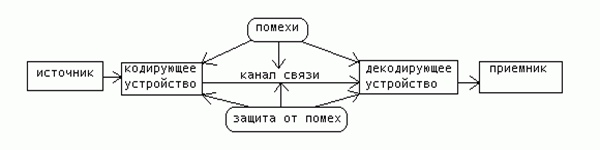 помехи
источник
кодирующее
устройство
канал связи
декодирующее
устройство
приемник
защита от помех